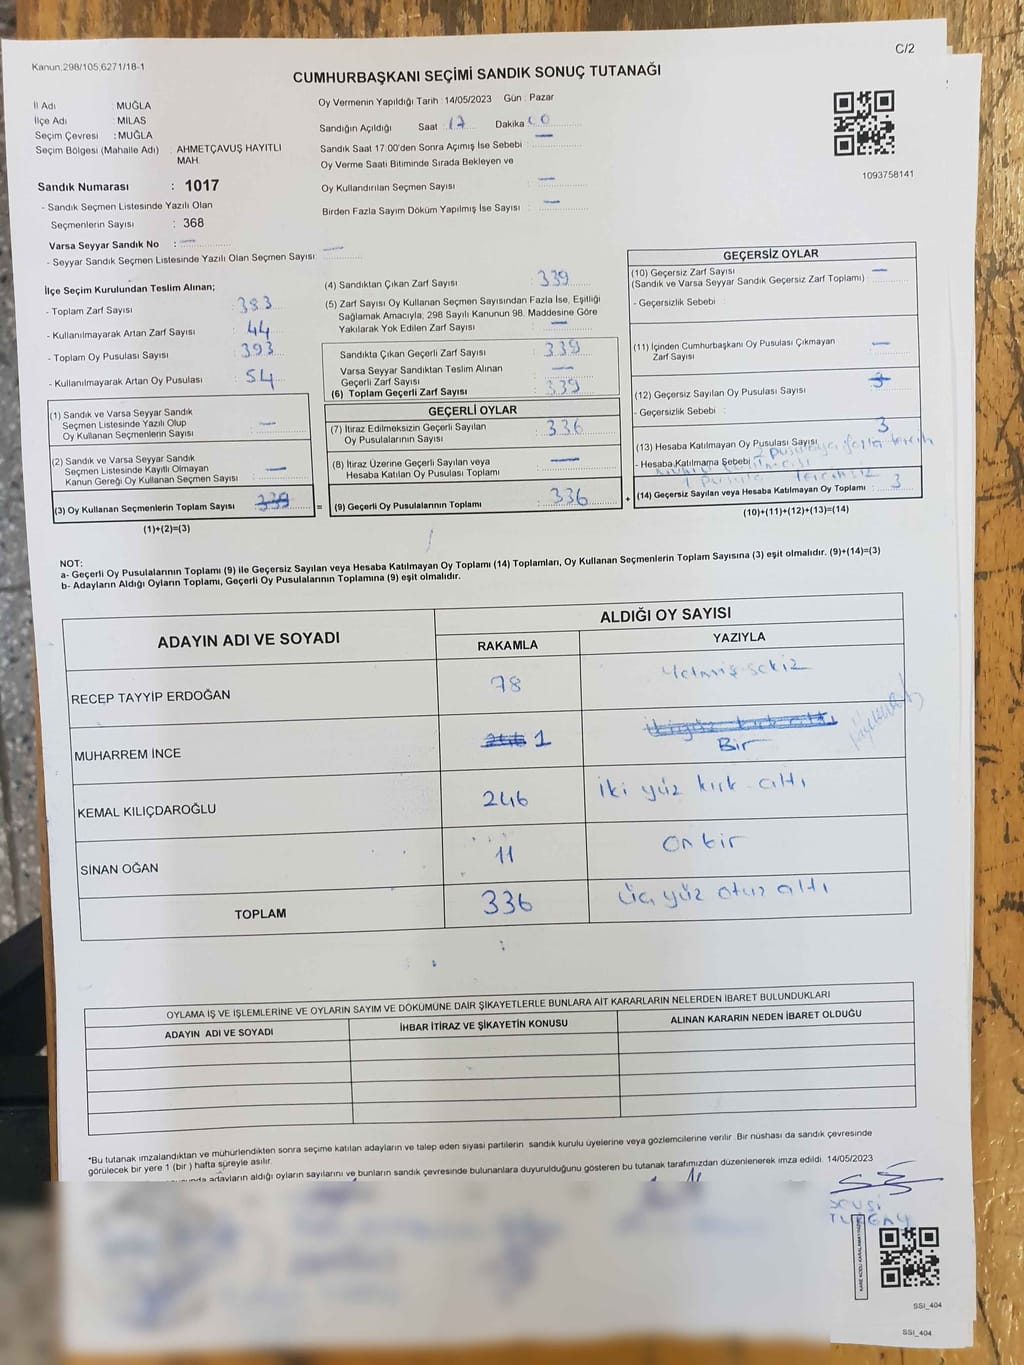 C/2
Kanun.298/105,6271/18-1
CUMHURBAŞKANI SEÇİMİ SANDIK SONUÇ TUTANAĞI
İl Adı : MUĞLA
İlçe Adı : MİLAS
Seçim Çevresi : MUĞLA
Seçim Bölgesi (Mahalle Adı) : AHMETÇAVUŞ HAYITLI
MAH.
Sandık Numarası : 1017
- Sandık Seçmen Listesinde Yazılı Olan
Seçmenlerin Sayısı : 368
Varsa Seyyar Sandık No : —
- Seyyar Sandık Seçmen Listesinde Yazılı Olan Seçmen Sayısı: —
Oy Vermenin Yapıldığı Tarih : 14/05/2023 Gün : Pazar
Sandığın Açıldığı Saat : 17 Dakika 00
Sandık Saat 17:00'den Sonra Açımış İse Sebebi : —
Oy Verme Saati Bitiminde Sırada Bekleyen ve
Oy Kullandırılan Seçmen Sayısı : —
Birden Fazla Sayım Döküm Yapılmış İse Sayısı : —
1093758141
İlçe Seçim Kurulundan Teslim Alınan;
- Toplam Zarf Sayısı : 383
- Kullanılmayarak Artan Zarf Sayısı : 44
- Toplam Oy Pusulası Sayısı : 393
- Kullanılmayarak Artan Oy Pusulası : 54
(1) Sandık ve Varsa Seyyar Sandık
Seçmen Listesinde Yazılı Olup
Oy Kullanan Seçmenlerin Sayısı : —
(2) Sandık ve Varsa Seyyar Sandık
Seçmen Listesinde Kayıtlı Olmayan
Kanun Gereği Oy Kullanan Seçmen Sayısı : —
(3) Oy Kullanan Seçmenlerin Toplam Sayısı : 339
(1)+(2)=(3)
(4) Sandıktan Çıkan Zarf Sayısı : 339
(5) Zarf Sayısı Oy Kullanan Seçmen Sayısından Fazla İse, Eşitliği
Sağlamak Amacıyla, 298 Sayılı Kanunun 98. Maddesine Göre
Yakılarak Yok Edilen Zarf Sayısı : —
Sandıkta Çıkan Geçerli Zarf Sayısı : 339
Varsa Seyyar Sandıktan Teslim Alınan
Geçerli Zarf Sayısı : —
(6) Toplam Geçerli Zarf Sayısı : 339
GEÇERLİ OYLAR
(7) İtiraz Edilmeksizin Geçerli Sayılan
Oy Pusulalarının Sayısı : 336
(8) İtiraz Üzerine Geçerli Sayılan veya
Hesaba Katılan Oy Pusulası Toplamı : —
= (9) Geçerli Oy Pusulalarının Toplamı : 336 +
GEÇERSİZ OYLAR
(10) Geçersiz Zarf Sayısı
(Sandık ve Varsa Seyyar Sandık Geçersiz Zarf Toplamı) : —
- Geçersizlik Sebebi :
(11) İçinden Cumhurbaşkanı Oy Pusulası Çıkmayan
Zarf Sayısı : —
(12) Geçersiz Sayılan Oy Pusulası Sayısı : 3
- Geçersizlik Sebebi :
(13) Hesaba Katılmayan Oy Pusulası Sayısı : 3
- Hesaba Katılmama Sebebi : 2 pusulaya fazla tercih
1 pusula tercihsiz
(14) Geçersiz Sayılan veya Hesaba Katılmayan Oy Toplamı : 3
(10)+(11)+(12)+(13)=(14)
NOT:
a- Geçerli Oy Pusulalarının Toplamı (9) ile Geçersiz Sayılan veya Hesaba Katılmayan Oy Toplamı (14) Toplamları, Oy Kullanan Seçmenlerin Toplam Sayısına (3) eşit olmalıdır. (9)+(14)=(3)
b- Adayların Aldığı Oyların Toplamı, Geçerli Oy Pusulalarının Toplamına (9) eşit olmalıdır.
ADAYIN ADI VE SOYADI
ALDIĞI OY SAYISI
RAKAMLA YAZIYLA
RECEP TAYYİP ERDOĞAN 78 Yetmiş sekiz
MUHARREM İNCE 246 1 iki yüz kırk altı
Bir
KEMAL KILIÇDAROĞLU 246 iki yüz kırk altı
SİNAN OĞAN 11 on bir
TOPLAM 336 üç yüz otuz altı
OYLAMA İŞ VE İŞLEMLERİNE VE OYLARIN SAYIM VE DÖKÜMÜNE DAİR ŞİKAYETLERLE BUNLARA AİT KARARLARIN NELERDEN İBARET BULUNDUKLARI
ADAYIN ADI VE SOYADI İHBAR İTİRAZ VE ŞİKAYETİN KONUSU ALINAN KARARIN NEDEN İBARET OLDUĞU
*Bu tutanak imzalandıktan ve mühürlendikten sonra seçime katılan adayların ve talep eden siyasi partilerin sandık kurulu üyelerine veya gözlemcilerine verilir. Bir nüshası da sandık çevresinde
görülecek bir yere 1 (bir) hafta süreyle asılır.
adayların aldığı oyların sayılarını ve bunların sandık çevresinde bulunanlara duyurulduğunu gösteren bu tutanak tarafımızdan düzenlenerek imza edildi. 14/05/2023
SSI_404
SSI_404